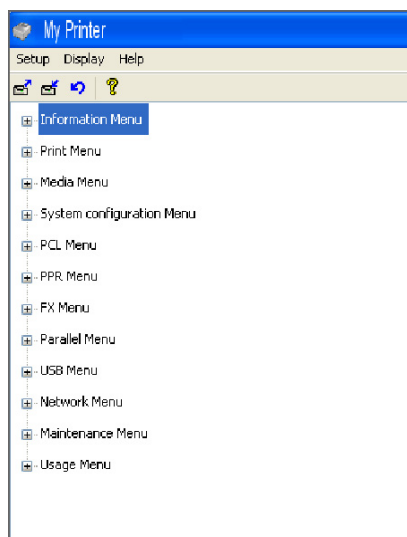 My Printer
Setup Display Help
Information Menu
Print Menu
Media Menu
System configuration Menu
PCL Menu
PPR Menu
FX Menu
Parallel Menu
USB Menu
Network Menu
Maintenance Menu
Usage Menu